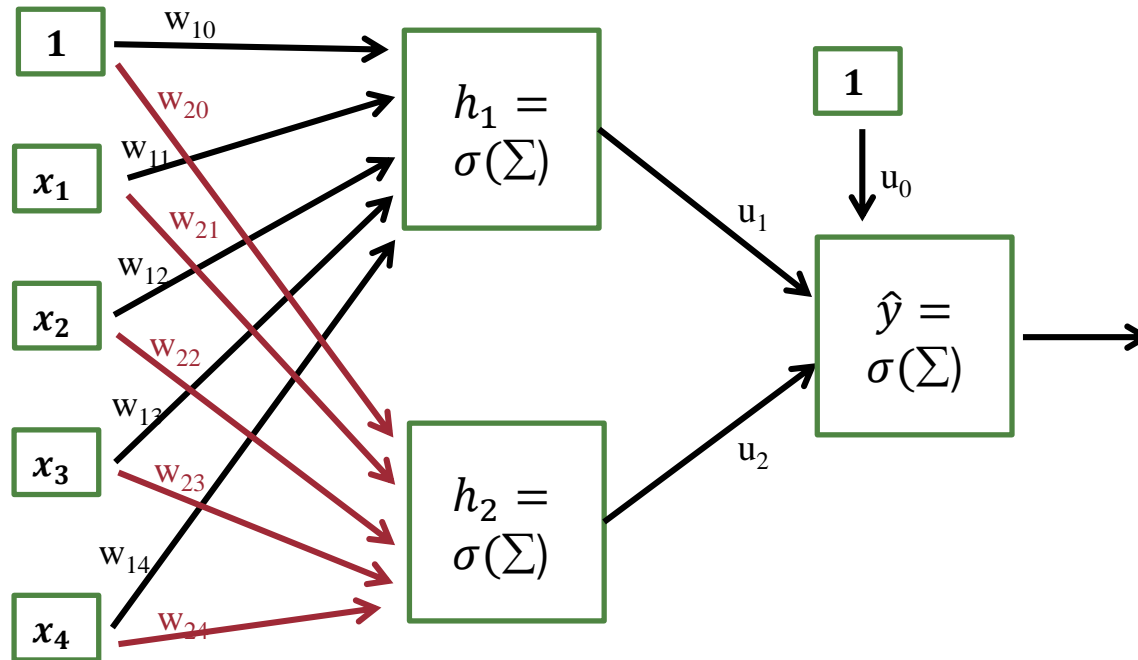 1
w₁₀
w₂₀
h₁ =
σ(∑)
1
x₁
w₁₁
w₂₁
u₀
u₁
x₂
w₁₂
w₂₂
ŷ =
σ(∑)
x₃
w₁₃
w₂₃
h₂ =
σ(∑)
u₂
x₄
w₁₄
w₂₄